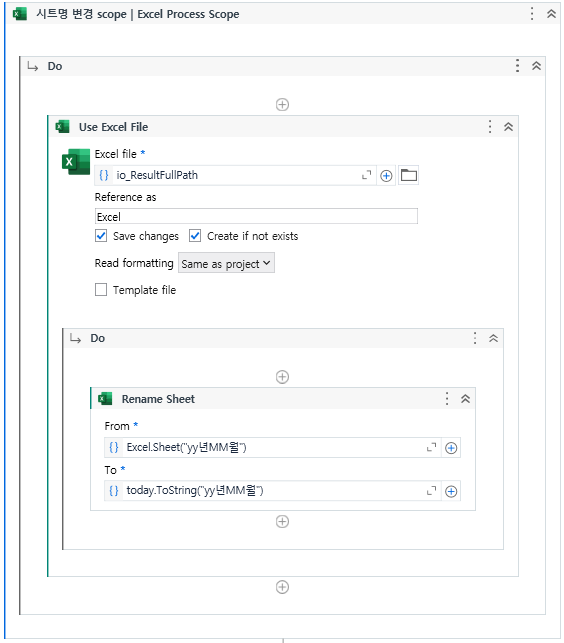 시트명 변경 scope | Excel Process Scope
Do
Use Excel File
Excel file *
{} io_ResultFullPath
Reference as
Excel
Save changes Create if not exists
Read formatting Same as project
Template file
Do
Rename Sheet
From *
{} Excel.Sheet("yy년MM월")
To *
{} today.ToString("yy년MM월")